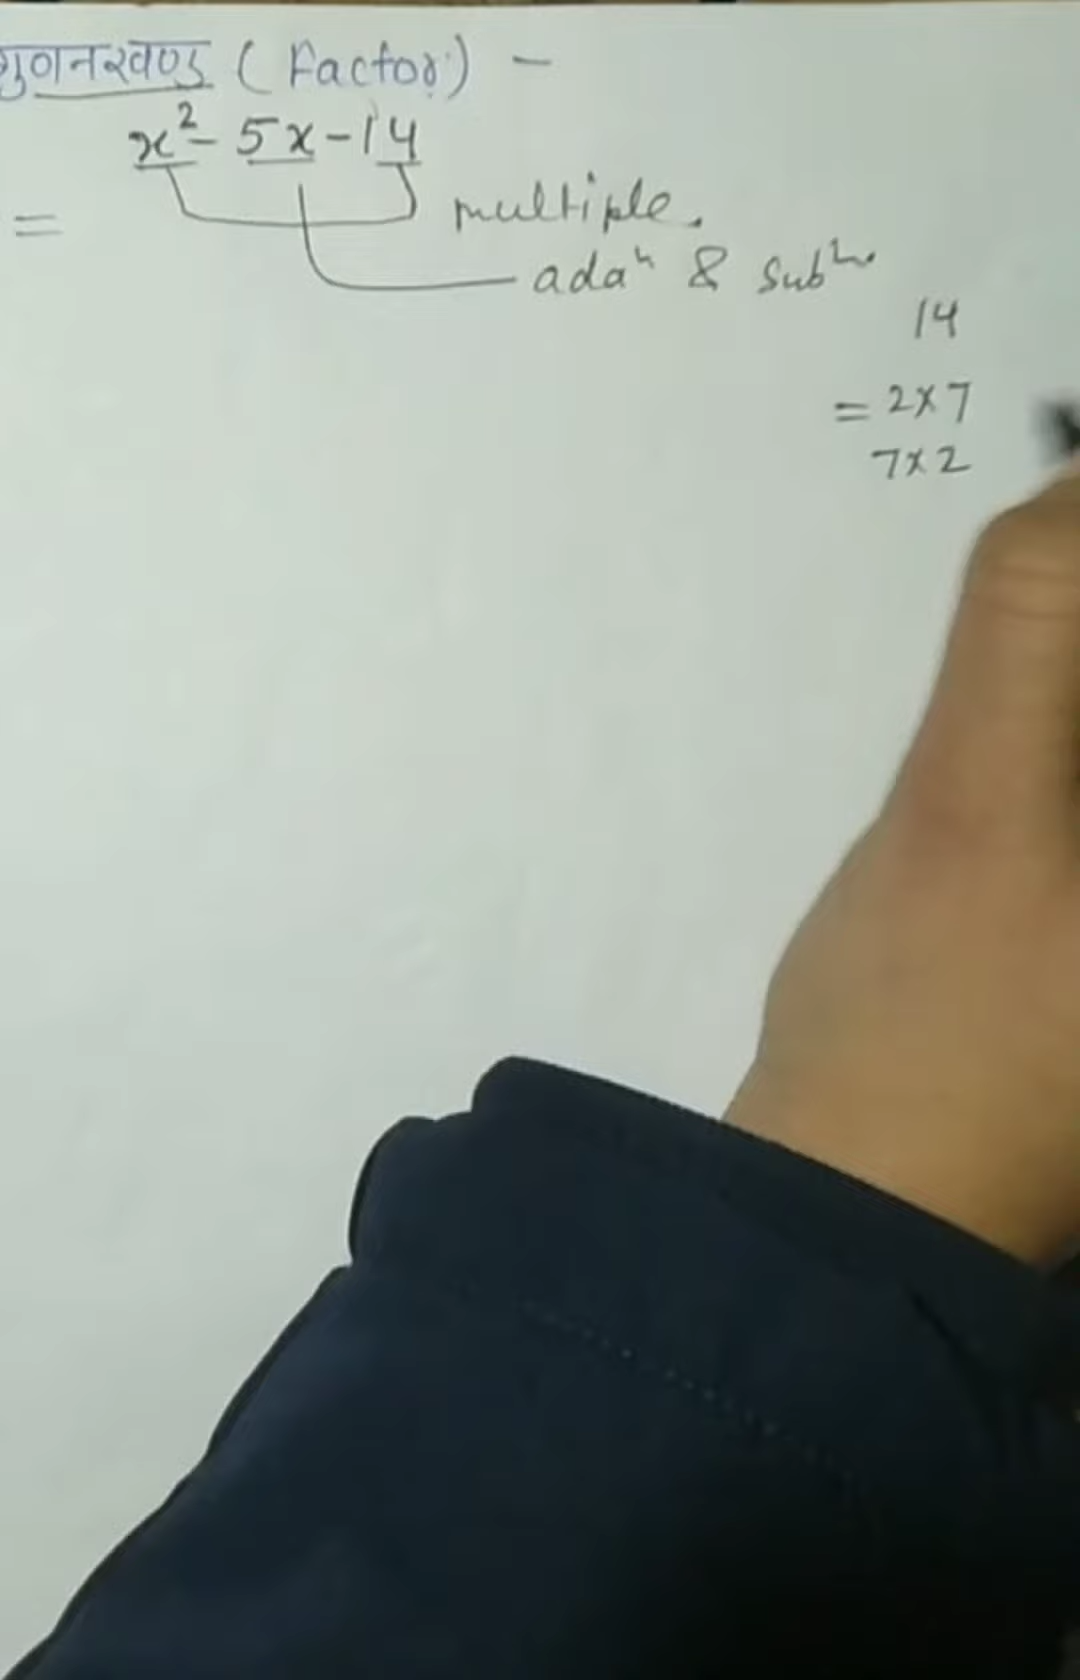 गुणनखण्ड (Factor) -
x² - 5x - 14
= multiple.
adaⁿ & subⁿ.
14
= 2×7
7×2